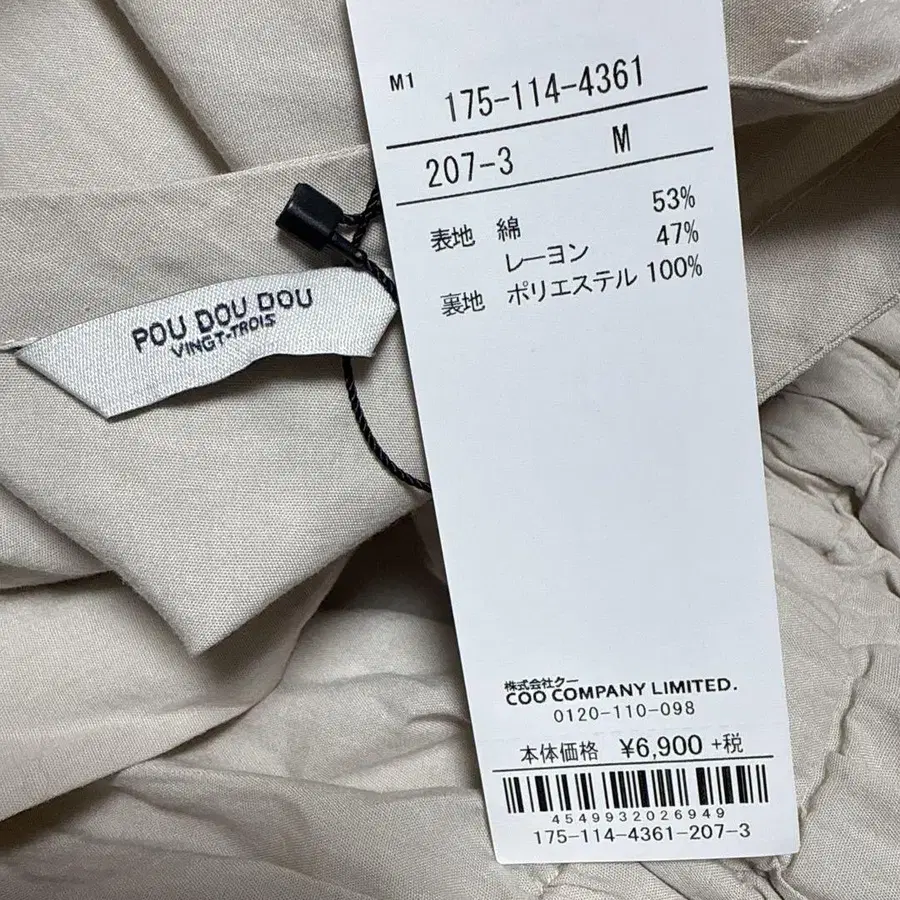 M1
175-114-4361
207-3 M
表地 綿 53%
レーヨン 47%
裏地 ポリエステル 100%
POU DOU DOU
VINGT-TROIS
株式会社クー
COO COMPANY LIMITED.
0120-110-098
本体価格 ¥6,900 +税
4549932026949
175-114-4361-207-3